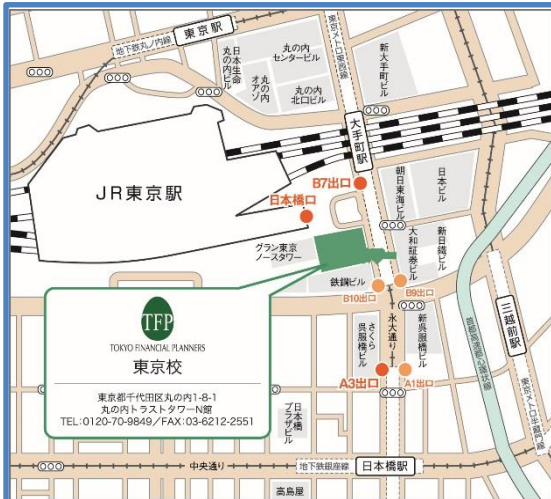 東京駅
地下鉄丸ノ内線
日本生命
丸の内ビル
丸の内
オアゾ
丸の内
センタービル
丸の内
北口ビル
東京メトロ東西線
新大手町ビル
大手町駅
B7出口
日本橋口
JR東京駅
朝日東海ビル
日本ビル
グラン東京
ノースタワー
大和証券ビル
新日鐵ビル
鉄鋼ビル
B10出口
B9出口
永大通り
さくら
呉服橋ビル
新呉服橋ビル
A3出口
A1出口
三越前駅
首都高速都心環状線
東京メトロ半蔵門線
TFP
TOKYO FINANCIAL PLANNERS
東京校
東京都千代田区丸の内1-8-1
丸の内トラストタワーN館
TEL:0120-70-9849/FAX:03-6212-2551
日本橋
プラザビル
中央通り
地下鉄銀座線
日本橋駅
高島屋